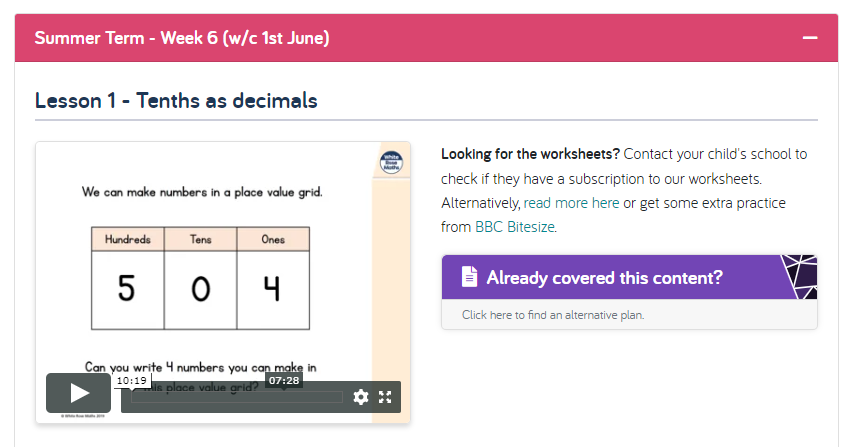 Summer Term - Week 6 (w/c 1st June)
Lesson 1 - Tenths as decimals
White
Rose
Maths
We can make numbers in a place value grid.
Hundreds Tens Ones
5 0 4
Can you write 4 numbers you can make in
this place value grid?
10:19
07:28
© White Rose Maths 2019
Looking for the worksheets? Contact your child's school to
check if they have a subscription to our worksheets.
Alternatively, read more here or get some extra practice
from BBC Bitesize.
Already covered this content?
Click here to find an alternative plan.